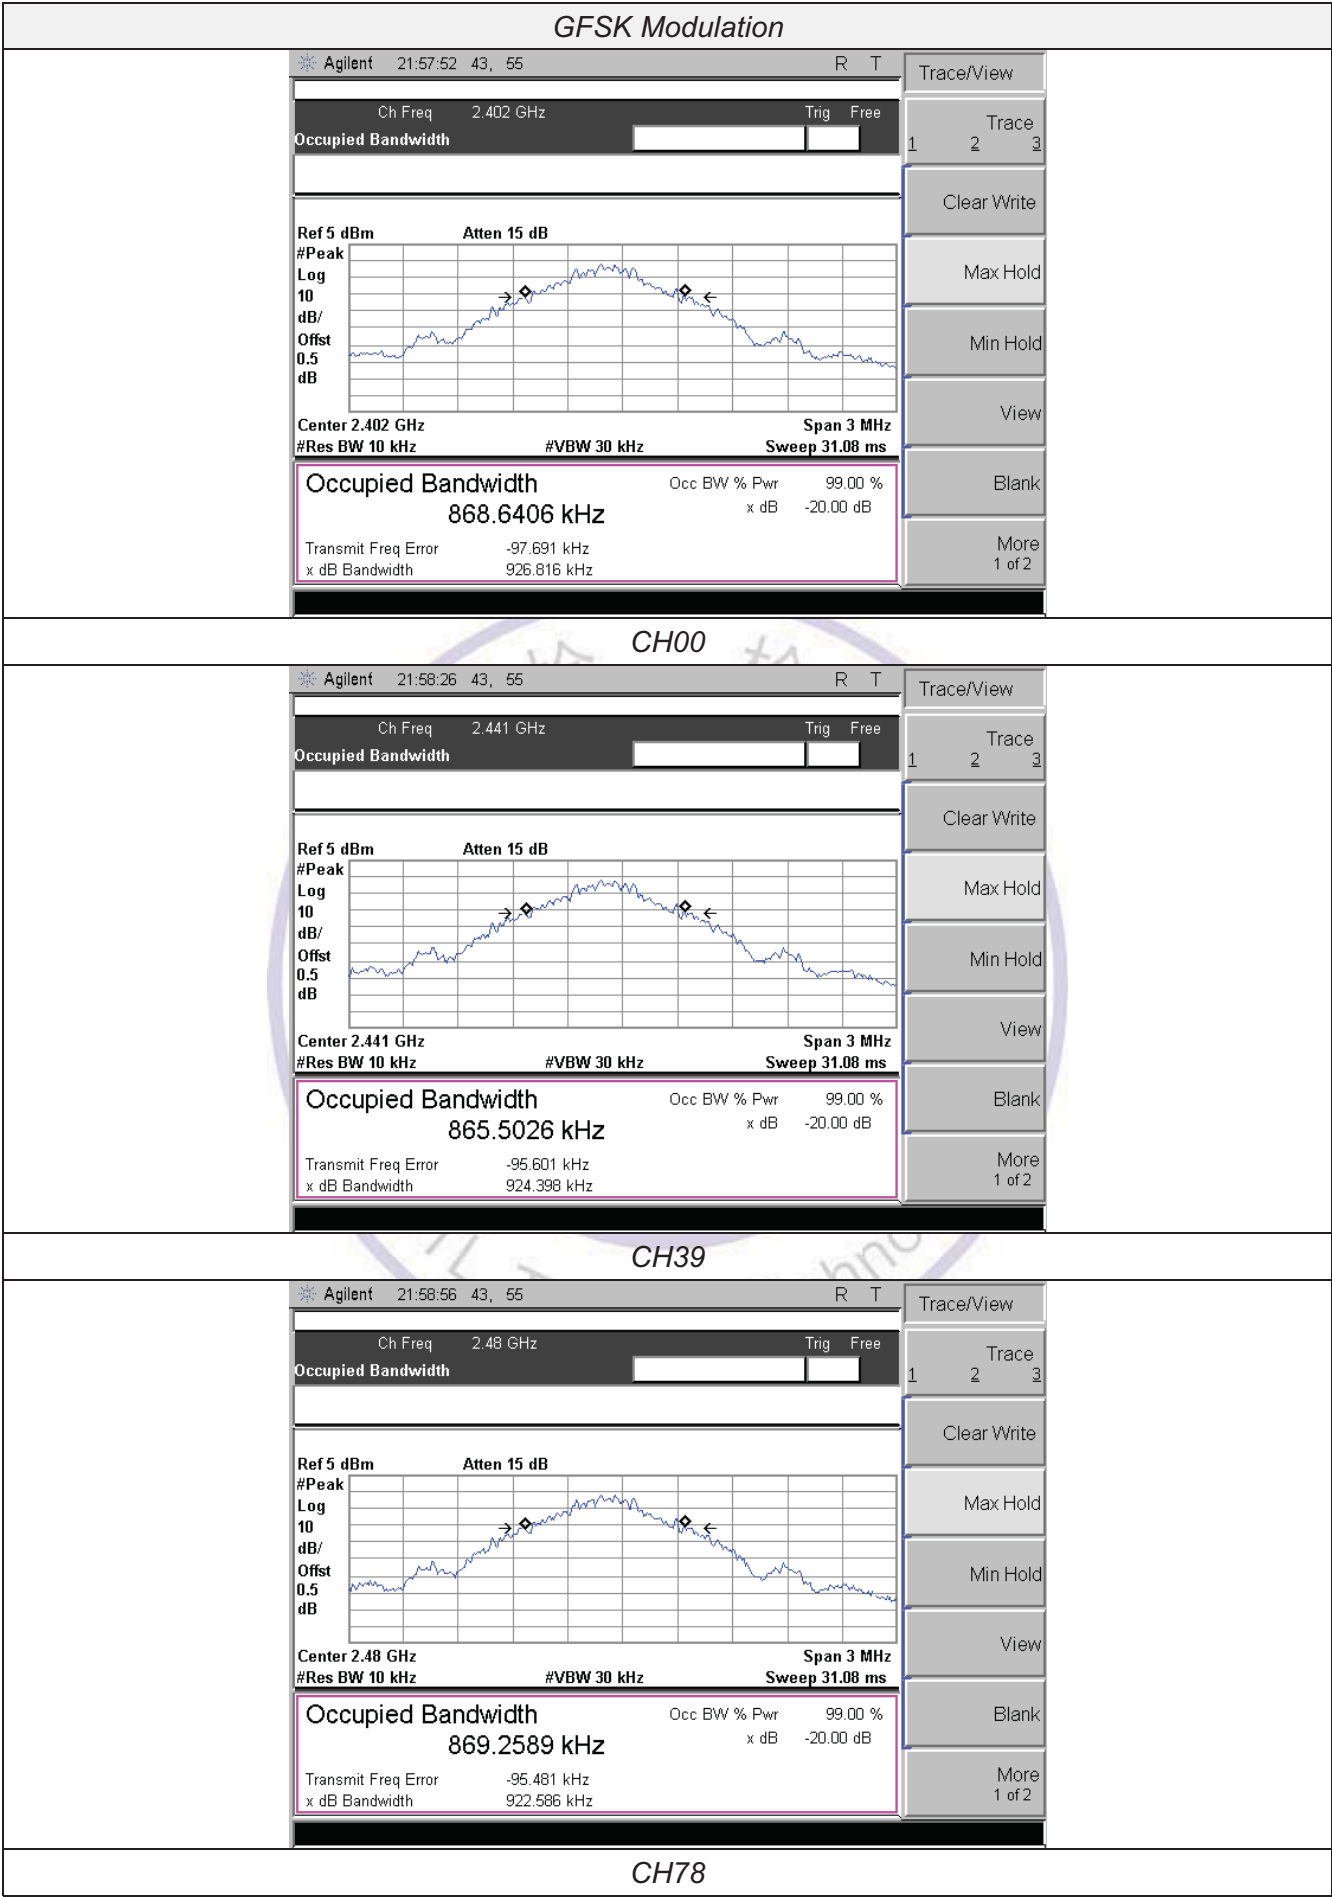 GFSK Modulation
Agilent 21:57:52 43, 55 R T
Trace/View
Ch Freq 2.402 GHz Trig Free
Occupied Bandwidth
Trace
1 2 3
Clear Write
Ref 5 dBm Atten 15 dB
#Peak
Log
10
dB/
Offst
0.5
dB
Max Hold
Min Hold
View
Center 2.402 GHz Span 3 MHz
#Res BW 10 kHz #VBW 30 kHz Sweep 31.08 ms
Occupied Bandwidth Occ BW % Pwr 99.00 %
868.6406 kHz x dB -20.00 dB
Blank
Transmit Freq Error -97.691 kHz
x dB Bandwidth 926.816 kHz
More
1 of 2
CH00
Agilent 21:58:26 43, 55 R T
Trace/View
Ch Freq 2.441 GHz Trig Free
Occupied Bandwidth
Trace
1 2 3
Clear Write
Ref 5 dBm Atten 15 dB
#Peak
Log
10
dB/
Offst
0.5
dB
Max Hold
Min Hold
View
Center 2.441 GHz Span 3 MHz
#Res BW 10 kHz #VBW 30 kHz Sweep 31.08 ms
Occupied Bandwidth Occ BW % Pwr 99.00 %
865.5026 kHz x dB -20.00 dB
Blank
Transmit Freq Error -95.601 kHz
x dB Bandwidth 924.398 kHz
More
1 of 2
CH39
Agilent 21:58:56 43, 55 R T
Trace/View
Ch Freq 2.48 GHz Trig Free
Occupied Bandwidth
Trace
1 2 3
Clear Write
Ref 5 dBm Atten 15 dB
#Peak
Log
10
dB/
Offst
0.5
dB
Max Hold
Min Hold
View
Center 2.48 GHz Span 3 MHz
#Res BW 10 kHz #VBW 30 kHz Sweep 31.08 ms
Occupied Bandwidth Occ BW % Pwr 99.00 %
869.2589 kHz x dB -20.00 dB
Blank
Transmit Freq Error -95.481 kHz
x dB Bandwidth 922.586 kHz
More
1 of 2
CH78